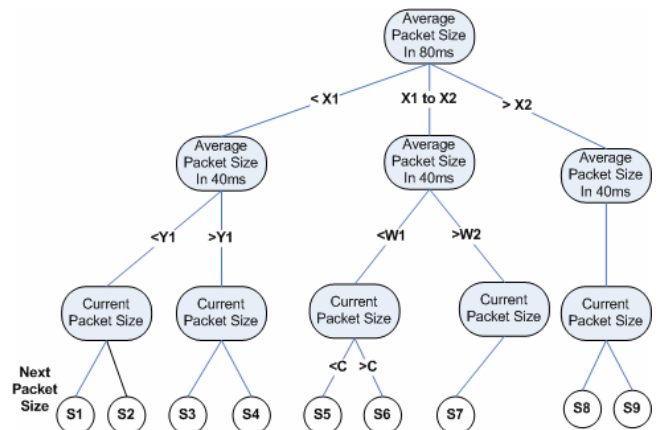 Average
Packet Size
In 80ms
< X1
X1 to X2
> X2
Average
Packet Size
In 40ms
Average
Packet Size
In 40ms
Average
Packet Size
In 40ms
<Y1
>Y1
<W1
>W2
Current
Packet Size
Current
Packet Size
Current
Packet Size
Current
Packet Size
Current
Packet Size
<C
>C
Next
Packet
Size
S1
S2
S3
S4
S5
S6
S7
S8
S9